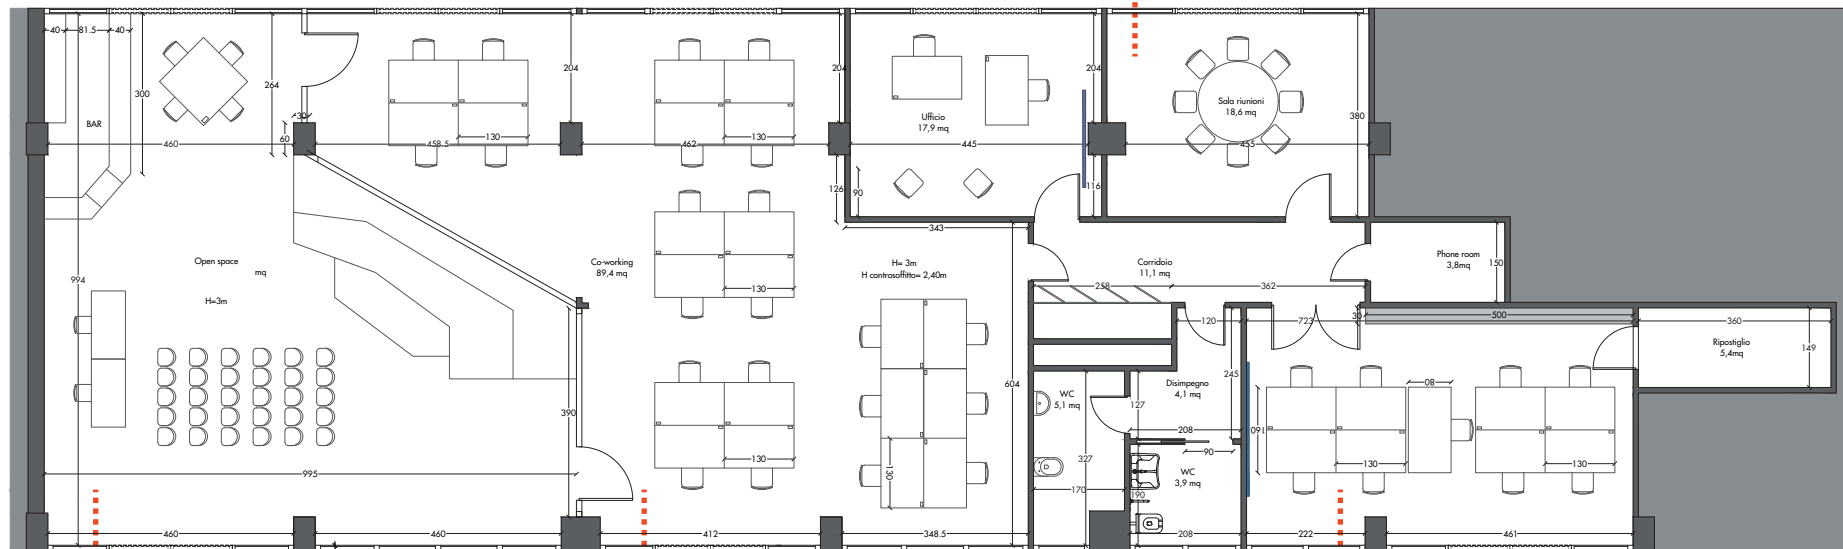 40
81.5
40
300
264
204
204
204
380
BAR
30
60
Ufficio
17,9 mq
Sala riunioni
18,6 mq
130
130
460
458.5
462
445
455
126
90
116
343
994
Open space
mq
H=3m
Co-working
89,4 mq
H= 3m
H controsoffitto= 2,40m
Corridoio
11,1 mq
Phone room
3,8mq
150
130
258
362
120
723
30
500
360
Ripostiglio
5,4mq
149
604
245
390
WC
5,1 mq
Disimpegno
4,1 mq
127
80
160
208
90
130
130
327
WC
3,9 mq
130
130
995
170
190
460
460
412
348.5
208
222
461